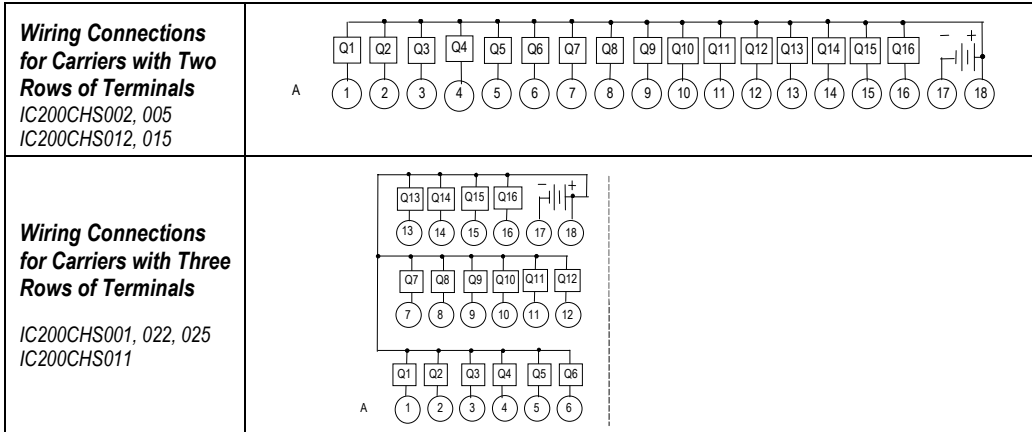 Wiring Connections
for Carriers with Two
Rows of Terminals
IC200CHS002, 005
IC200CHS012, 015
Q1 Q2 Q3 Q4 Q5 Q6 Q7 Q8 Q9 Q10 Q11 Q12 Q13 Q14 Q15 Q16 − +
A 1 2 3 4 5 6 7 8 9 10 11 12 13 14 15 16 17 18
Wiring Connections
for Carriers with Three
Rows of Terminals
IC200CHS001, 022, 025
IC200CHS011
Q13 Q14 Q15 Q16 − +
13 14 15 16 17 18
Q7 Q8 Q9 Q10 Q11 Q12
7 8 9 10 11 12
Q1 Q2 Q3 Q4 Q5 Q6
A 1 2 3 4 5 6